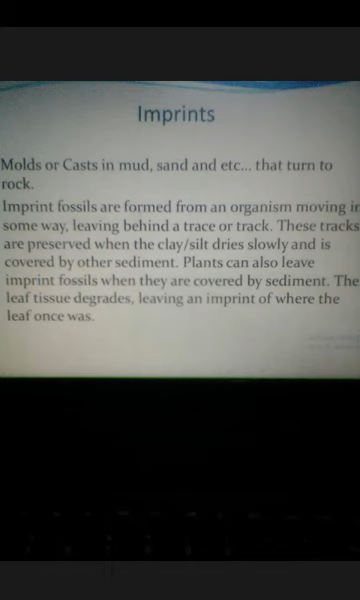 Imprints
Molds or Casts in mud, sand and etc... that turn to
rock.
Imprint fossils are formed from an organism moving in
some way, leaving behind a trace or track. These tracks
are preserved when the clay/silt dries slowly and is
covered by other sediment. Plants can also leave
imprint fossils when they are covered by sediment. The
leaf tissue degrades, leaving an imprint of where the
leaf once was.